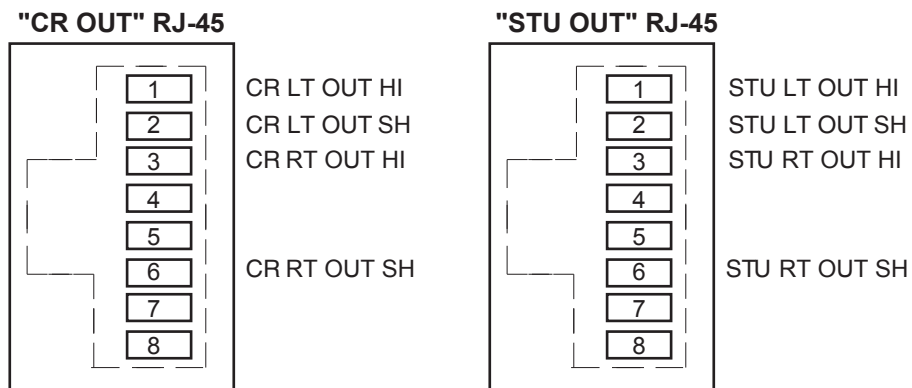 "CR OUT" RJ-45
1 CR LT OUT HI
2 CR LT OUT SH
3 CR RT OUT HI
4
5
6 CR RT OUT SH
7
8
"STU OUT" RJ-45
1 STU LT OUT HI
2 STU LT OUT SH
3 STU RT OUT HI
4
5
6 STU RT OUT SH
7
8